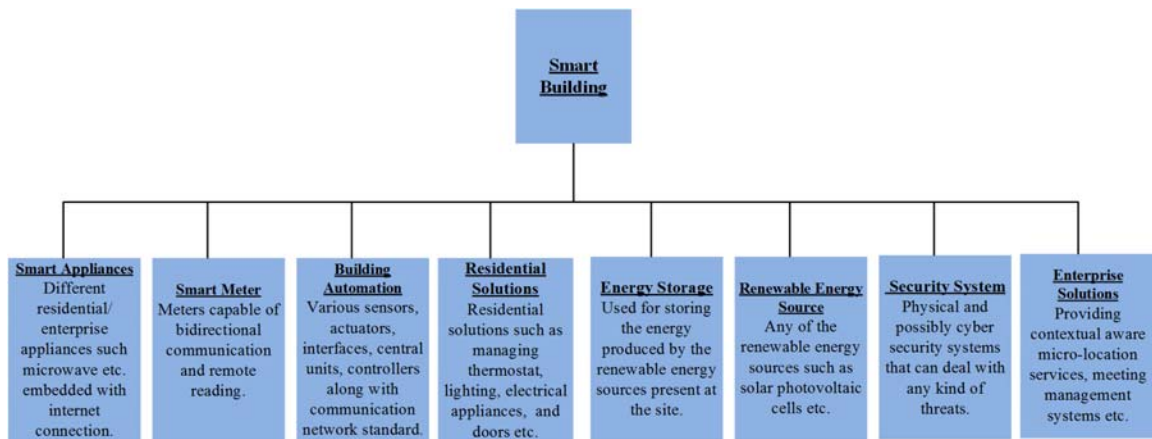 Smart
Building
Smart Appliances
Different
residential/
enterprise
appliances such
microwave etc.
embedded with
internet
connection.
Smart Meter
Meters capable of
bidirectional
communication
and remote
reading.
Building
Automation
Various sensors,
actuators,
interfaces, central
units, controllers
along with
communication
network standard.
Residential
Solutions
Residential
solutions such as
managing
thermostat,
lighting, electrical
appliances, and
doors etc.
Energy Storage
Used for storing
the energy
produced by the
renewable energy
sources present at
the site.
Renewable Energy
Source
Any of the
renewable energy
sources such as
solar photovoltaic
cells etc.
Security System
Physical and
possibly cyber
security systems
that can deal with
any kind of
threats.
Enterprise
Solutions
Providing
contextual aware
micro-location
services, meeting
management
systems etc.